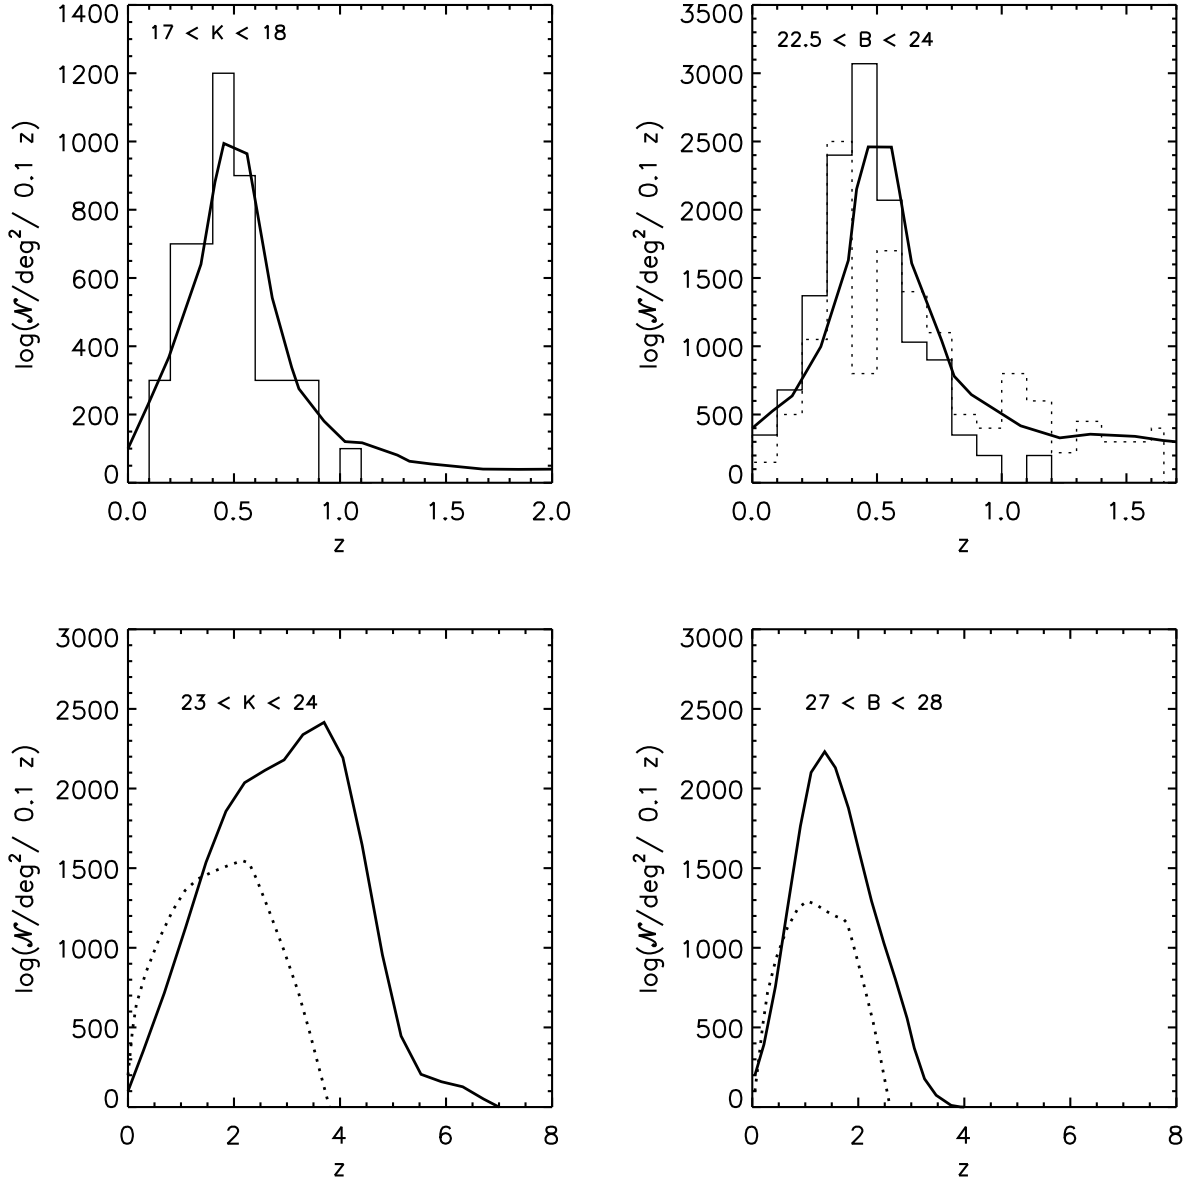 17 < K < 18
1400
1200
1000
800
600
400
200
0
0.0 0.5 1.0 1.5 2.0
z
log(𝒩/deg²/ 0.1 z)
22.5 < B < 24
3500
3000
2500
2000
1500
1000
500
0
0.0 0.5 1.0 1.5
z
log(𝒩/deg²/ 0.1 z)
23 < K < 24
3000
2500
2000
1500
1000
500
0
0 2 4 6 8
z
log(𝒩/deg²/ 0.1 z)
27 < B < 28
3000
2500
2000
1500
1000
500
0
0 2 4 6 8
z
log(𝒩/deg²/ 0.1 z)